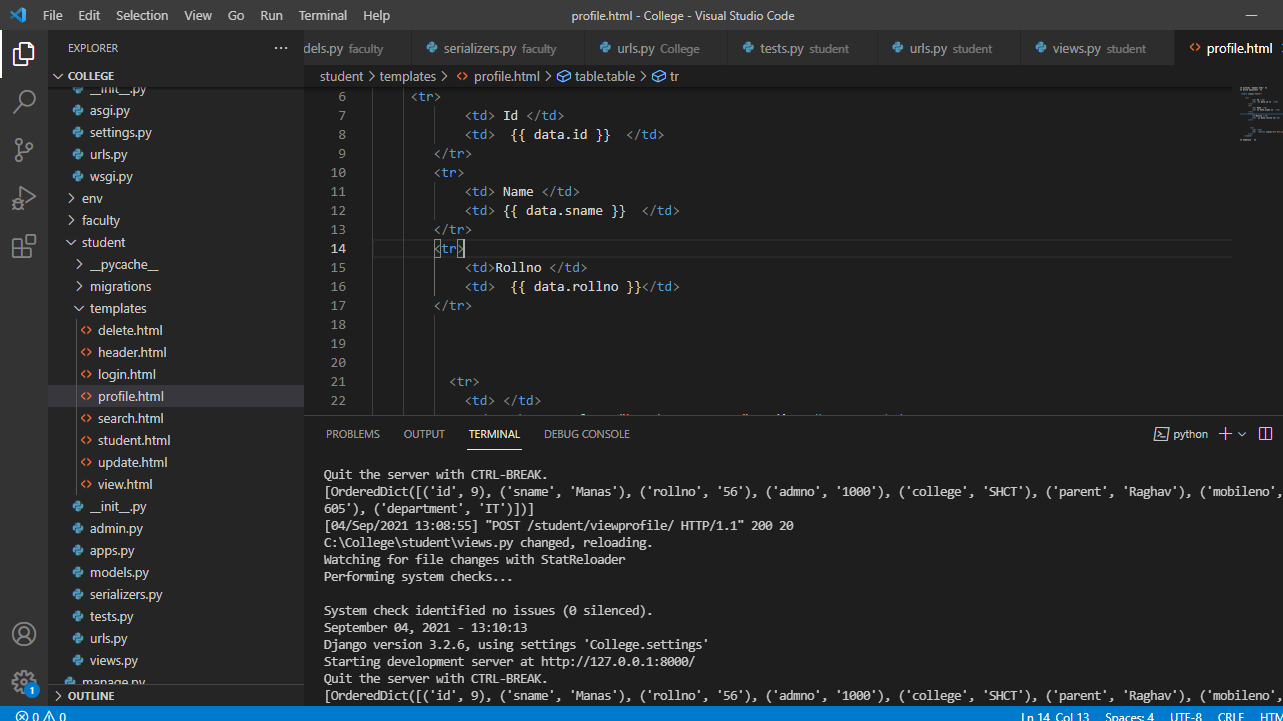 File Edit Selection View Go Run Terminal Help profile.html - College - Visual Studio Code
EXPLORER ··· dels.py faculty serializers.py faculty urls.py College tests.py student urls.py student views.py student <> profile.html
COLLEGE
student > templates > <> profile.html > table.table > tr
__init__.py
asgi.py
settings.py
urls.py
wsgi.py
env
faculty
student
__pycache__
migrations
templates
<> delete.html
<> header.html
<> login.html
<> profile.html
<> search.html
<> student.html
<> update.html
<> view.html
__init__.py
admin.py
apps.py
models.py
serializers.py
tests.py
urls.py
views.py
manage.py
OUTLINE
6 <tr>
7 <td> Id </td>
8 <td>  {{ data.id }}  </td>
9 </tr>
10 <tr>
11 <td> Name </td>
12 <td> {{ data.sname }}  </td>
13 </tr>
14 <tr>
15 <td>Rollno </td>
16 <td>  {{ data.rollno }}</td>
17 </tr>
18
19
20
21 <tr>
22 <td> </td>
PROBLEMS OUTPUT TERMINAL DEBUG CONSOLE python
Quit the server with CTRL-BREAK.
[OrderedDict([('id', 9), ('sname', 'Manas'), ('rollno', '56'), ('admno', '1000'), ('college', 'SHCT'), ('parent', 'Raghav'), ('mobileno',
605'), ('department', 'IT')])]
[04/Sep/2021 13:08:55] "POST /student/viewprofile/ HTTP/1.1" 200 20
C:\College\student\views.py changed, reloading.
Watching for file changes with StatReloader
Performing system checks...
System check identified no issues (0 silenced).
September 04, 2021 - 13:10:13
Django version 3.2.6, using settings 'College.settings'
Starting development server at http://127.0.0.1:8000/
Quit the server with CTRL-BREAK.
[OrderedDict([('id', 9), ('sname', 'Manas'), ('rollno', '56'), ('admno', '1000'), ('college', 'SHCT'), ('parent', 'Raghav'), ('mobileno',
1
0 0 Ln 14, Col 13 Spaces: 4 UTF-8 CRLF HTM